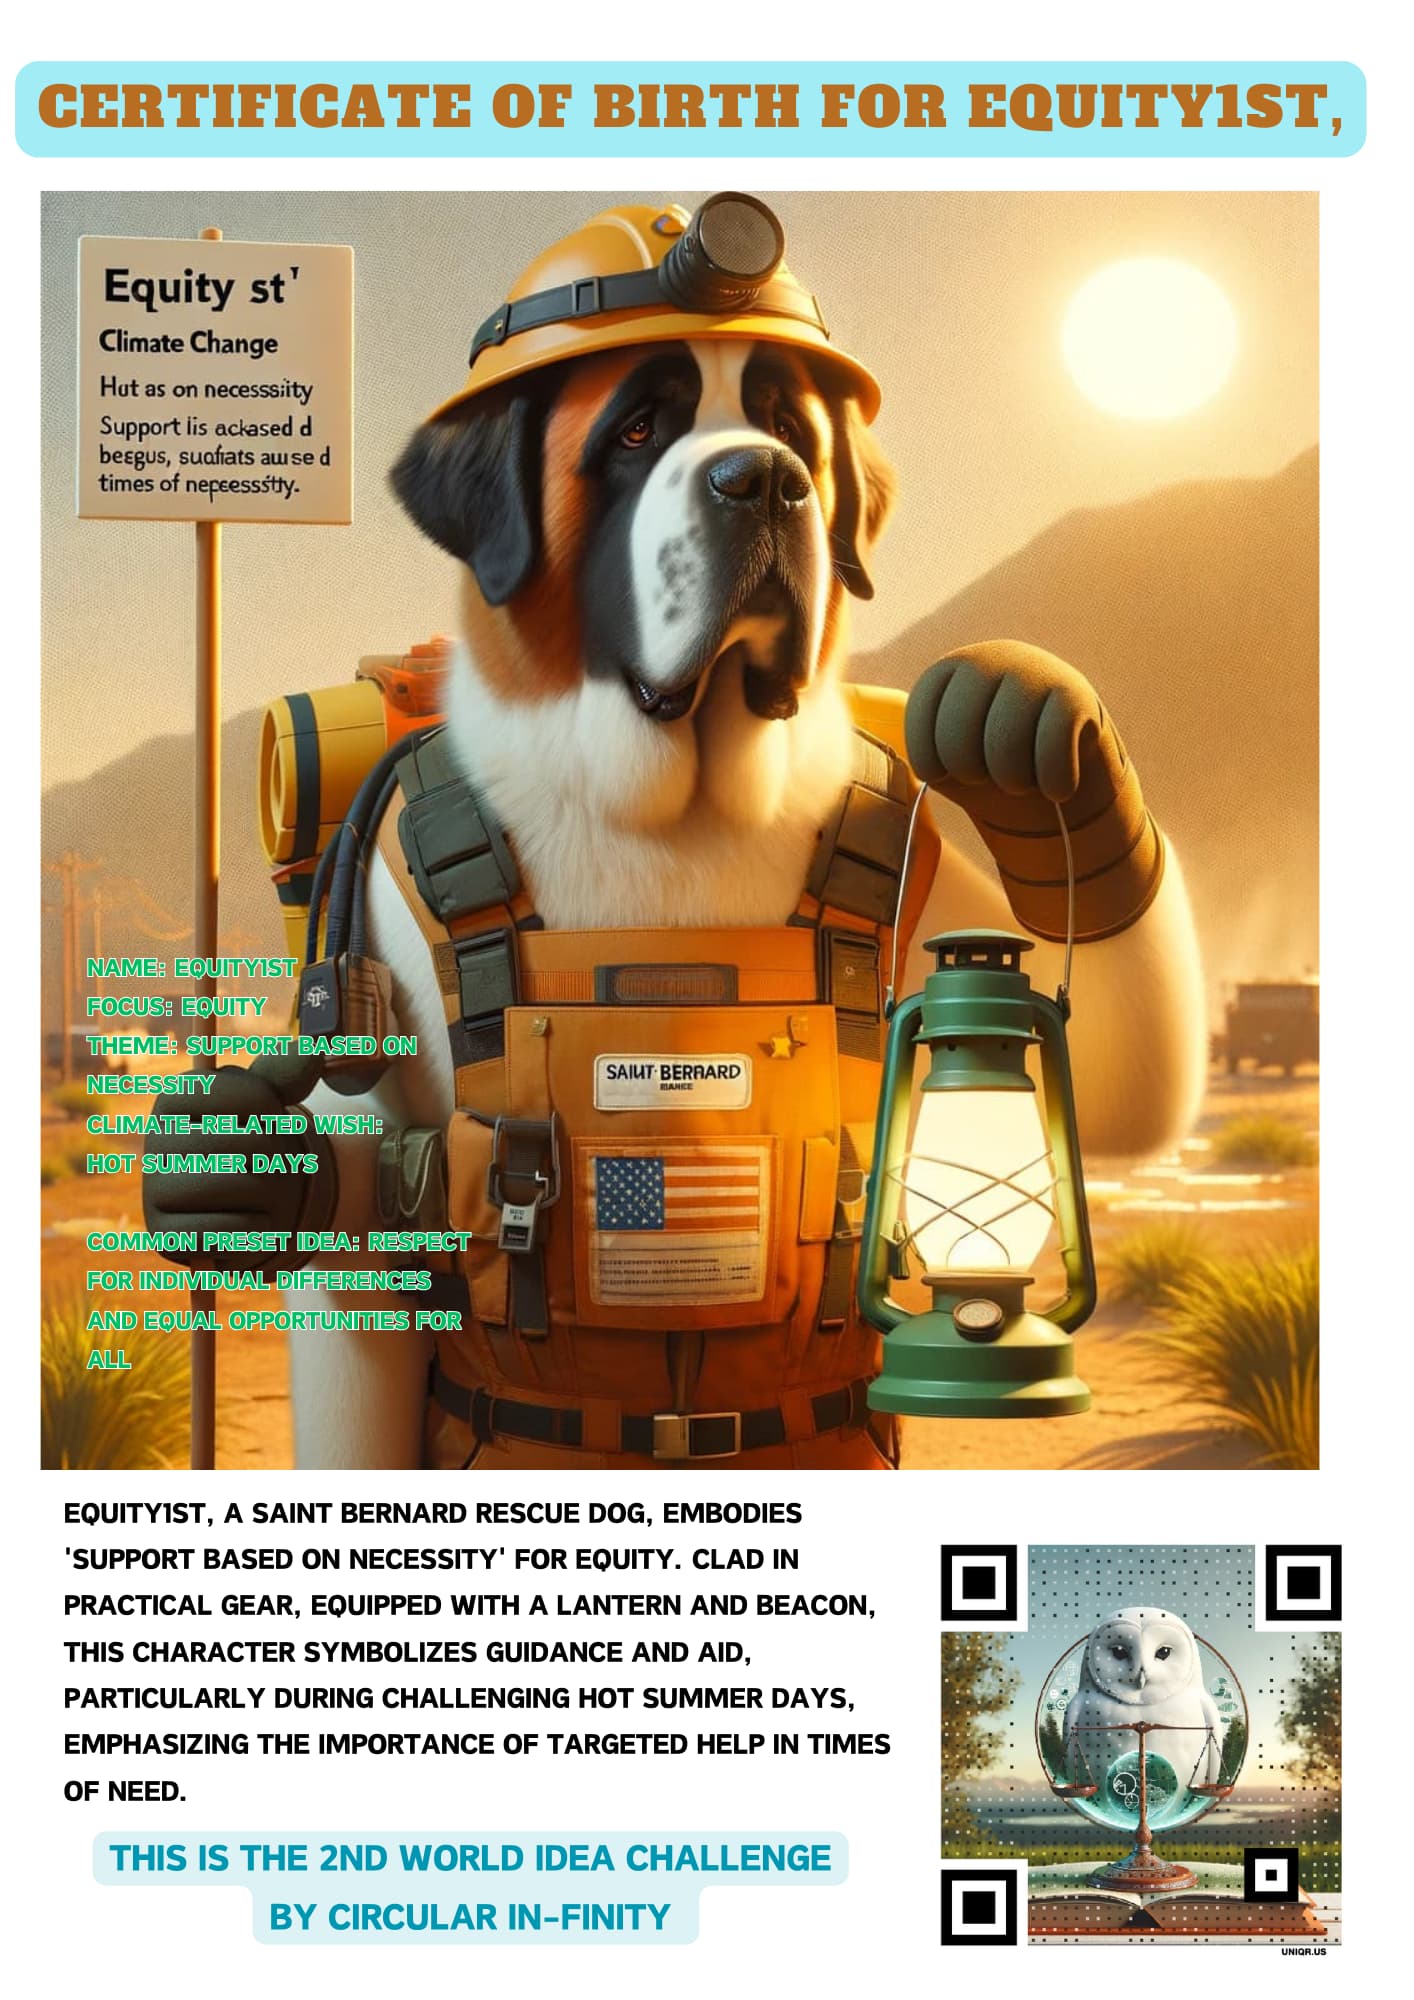 CERTIFICATE OF BIRTH FOR EQUITY1ST,
Equity st'
Climate Change
Hut as on necesssiity
Support lis ackased d
times of
NAME: EQUITY1ST
FOCUS: EQUITY
THEME: SUPPORT BASED ON
NECESSITY
CLIMATE-RELATED WISH:
HOT SUMMER DAYS
COMMON PRESET IDEA: RESPECT
FOR INDIVIDUAL DIFFERENCES
AND EQUAL OPPORTUNITIES FOR
ALL
SAIUT·BERRARD
EQUITY1ST, A SAINT BERNARD RESCUE DOG, EMBODIES
'SUPPORT BASED ON NECESSITY' FOR EQUITY. CLAD IN
PRACTICAL GEAR, EQUIPPED WITH A LANTERN AND BEACON,
THIS CHARACTER SYMBOLIZES GUIDANCE AND AID,
PARTICULARLY DURING CHALLENGING HOT SUMMER DAYS,
EMPHASIZING THE IMPORTANCE OF TARGETED HELP IN TIMES
OF NEED.
THIS IS THE 2ND WORLD IDEA CHALLENGE
BY CIRCULAR IN-FINITY
UNIQR.US